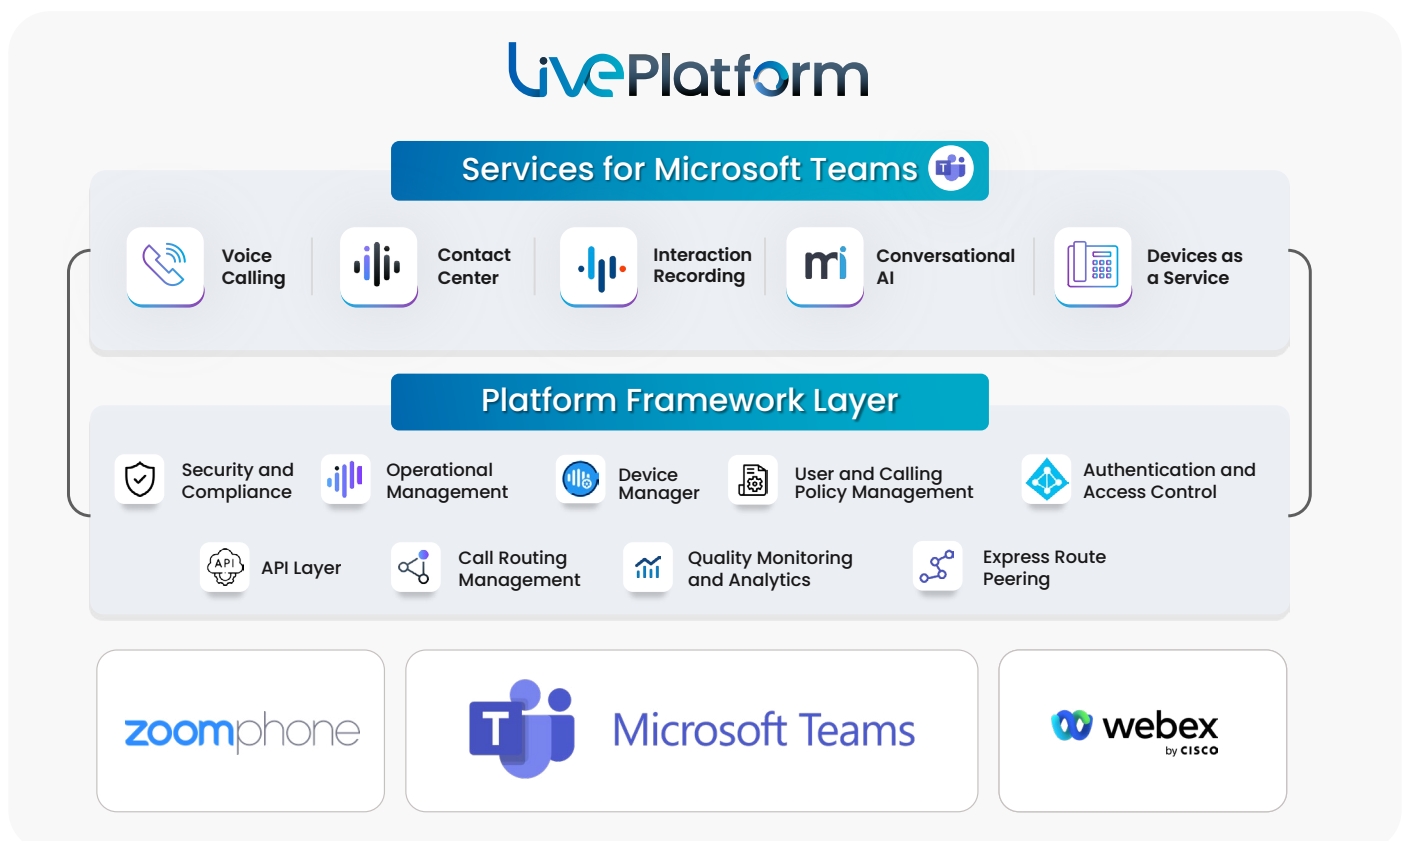 LivePlatform
Services for Microsoft Teams
T
Voice
Calling
Contact
Center
Interaction
Recording
mi
Conversational
AI
Devices as
a Service
Platform Framework Layer
Security and
Compliance
Operational
Management
Device
Manager
User and Calling
Policy Management
Authentication and
Access Control
API
API Layer
Call Routing
Management
Quality Monitoring
and Analytics
Express Route
Peering
zoomphone
T
Microsoft Teams
webex
by CISCO